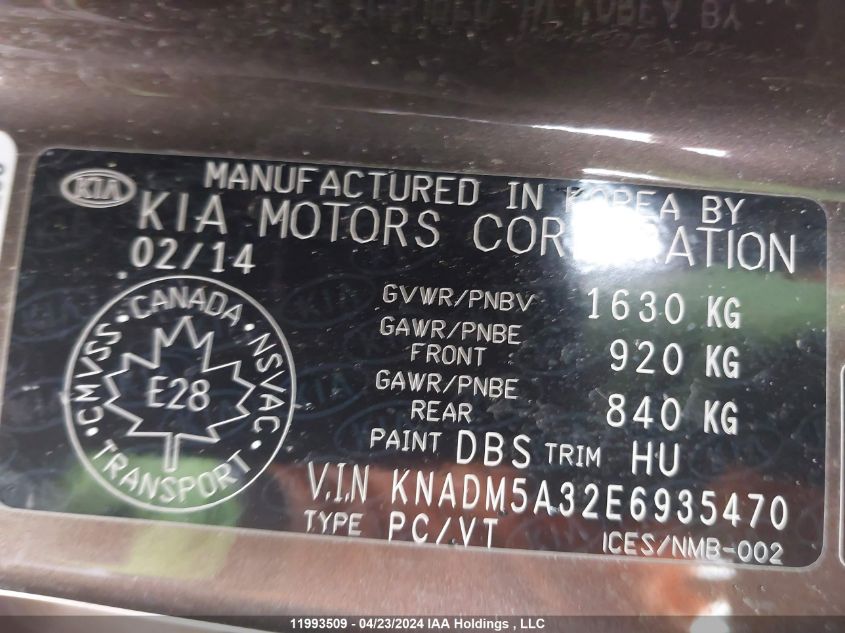 KIA
MANUFACTURED IN KOREA BY
KIA MOTORS CORPORATION
02/14
CANADA
CMVSS · NSVAC
E28
TRANSPORT
GVWR/PNBV 1630 KG
GAWR/PNBE
FRONT 920 KG
GAWR/PNBE
REAR 840 KG
PAINT DBS TRIM HU
V.I.N KNADM5A32E6935470
TYPE PC/VT ICES/NMB-002
11993509 - 04/23/2024 IAA Holdings , LLC